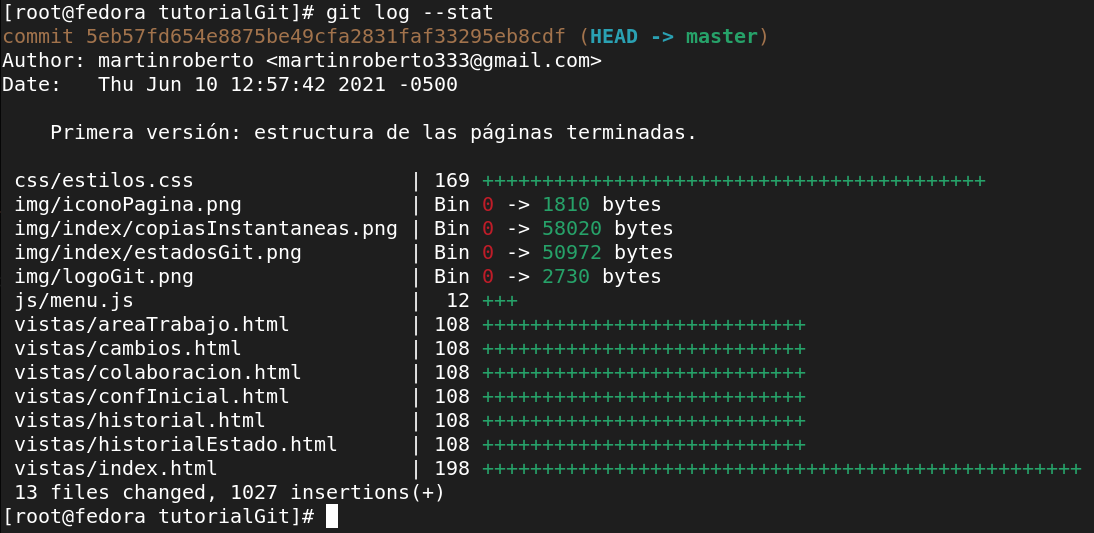 [root@fedora tutorialGit]# git log --stat
commit 5eb57fd654e8875be49cfa2831faf33295eb8cdf (HEAD -> master)
Author: martinroberto <martinroberto333@gmail.com>
Date:   Thu Jun 10 12:57:42 2021 -0500

    Primera versión: estructura de las páginas terminadas.

 css/estilos.css                  | 169 ++++++++++++++++++++++++++++++++++++++++++
 img/iconoPagina.png              | Bin 0 -> 1810 bytes
 img/index/copiasInstantaneas.png | Bin 0 -> 58020 bytes
 img/index/estadosGit.png         | Bin 0 -> 50972 bytes
 img/logoGit.png                  | Bin 0 -> 2730 bytes
 js/menu.js                       |  12 +++
 vistas/areaTrabajo.html          | 108 +++++++++++++++++++++++++++
 vistas/cambios.html              | 108 +++++++++++++++++++++++++++
 vistas/colaboracion.html         | 108 +++++++++++++++++++++++++++
 vistas/confInicial.html          | 108 +++++++++++++++++++++++++++
 vistas/historial.html            | 108 +++++++++++++++++++++++++++
 vistas/historialEstado.html      | 108 +++++++++++++++++++++++++++
 vistas/index.html                | 198 ++++++++++++++++++++++++++++++++++++++++++++++++++
 13 files changed, 1027 insertions(+)
[root@fedora tutorialGit]#